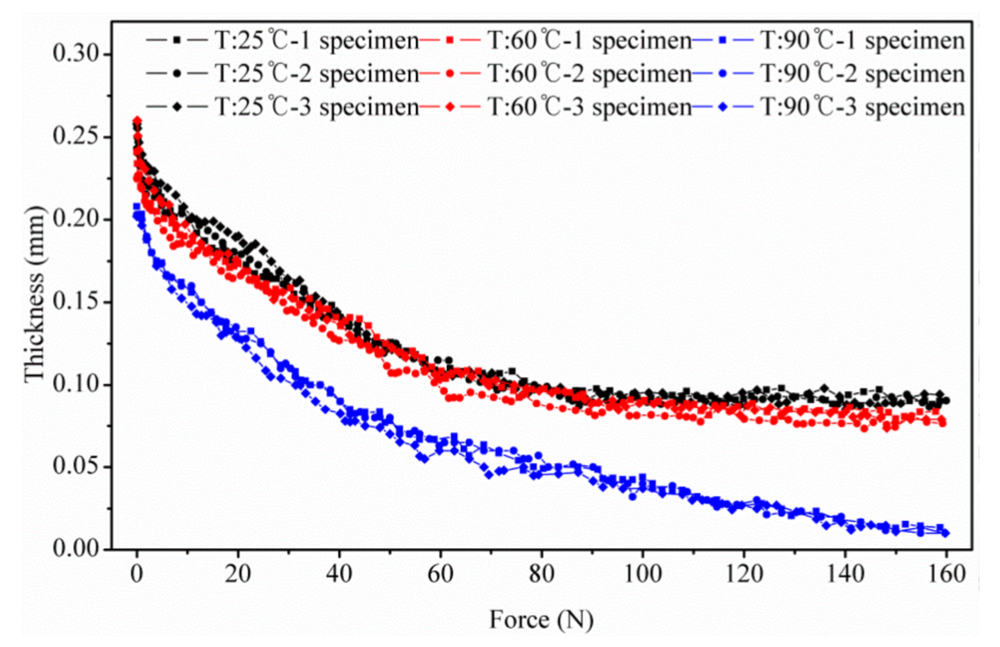 T:25℃-1 specimen T:60℃-1 specimen T:90℃-1 specimen
T:25℃-2 specimen T:60℃-2 specimen T:90℃-2 specimen
T:25℃-3 specimen T:60℃-3 specimen T:90℃-3 specimen
0.30
0.25
0.20
0.15
0.10
0.05
0.00
Thickness (mm)
0 20 40 60 80 100 120 140 160
Force (N)